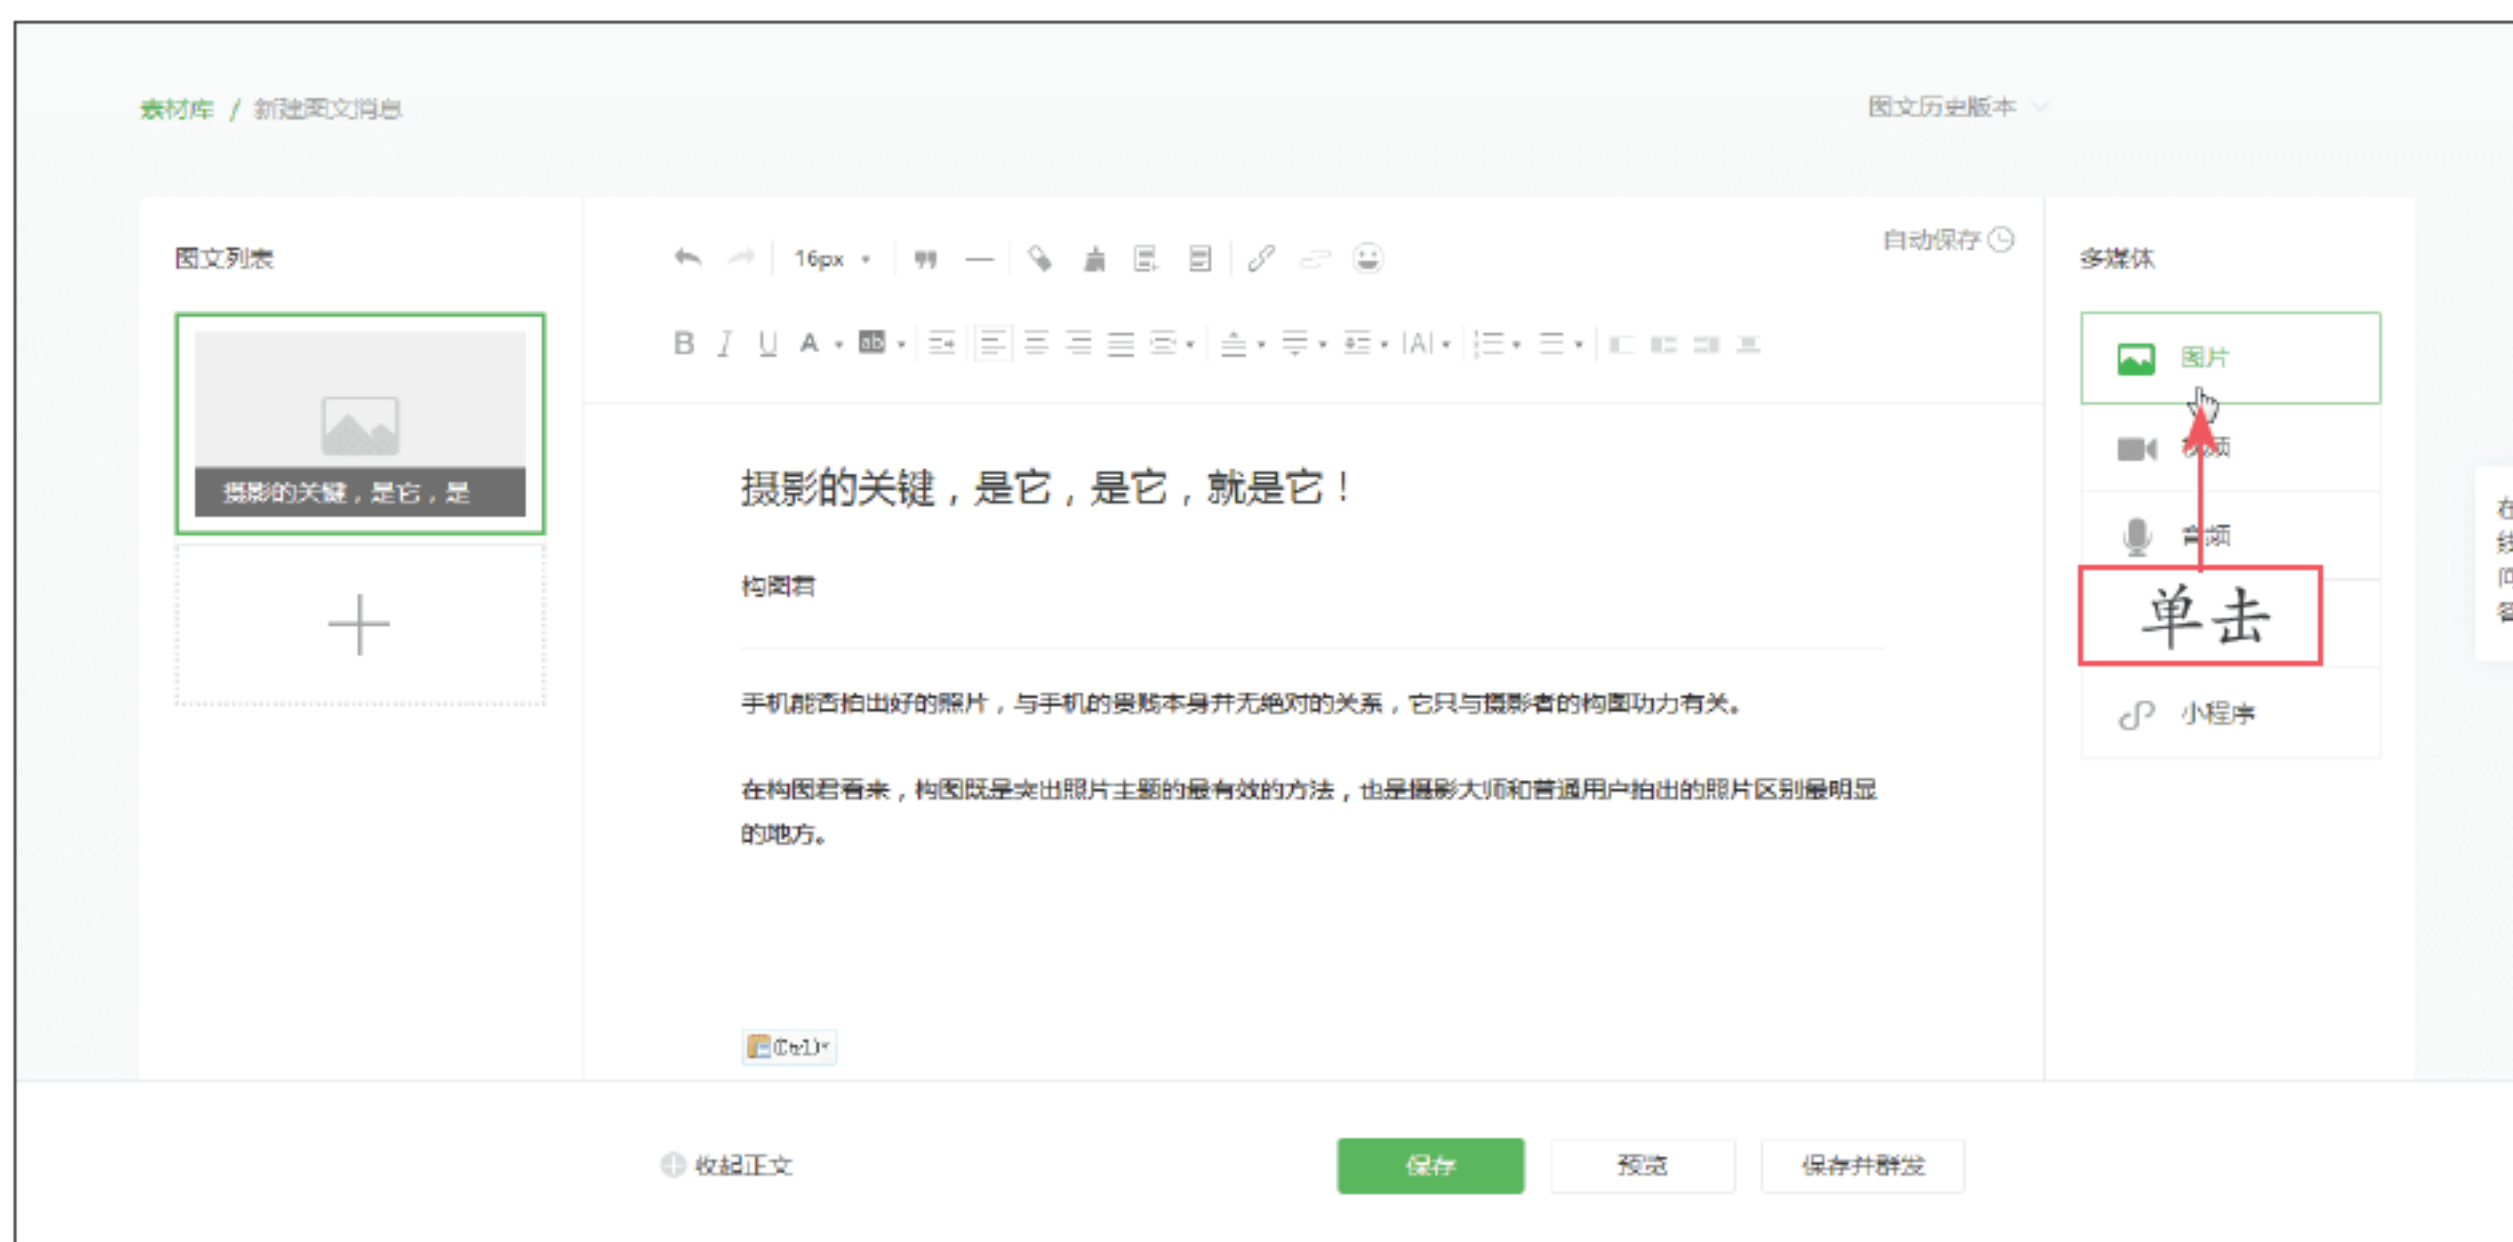 素材库 / 新建图文消息
图文历史版本
图文列表
16px
自动保存
多媒体
B I U A ab |A|
图片
摄影的关键，是它，是
摄影的关键，是它，是它，就是它！
视频
音频
构图君
单击
手机能否拍出好的照片，与手机的贵贱本身并无绝对的关系，它只与摄影者的构图功力有关。
小程序
在构图君看来，构图既是突出照片主题的最有效的方法，也是摄影大师和普通用户拍出的照片区别最明显
的地方。
(Ctrl)
收起正文
保存
预览
保存并群发